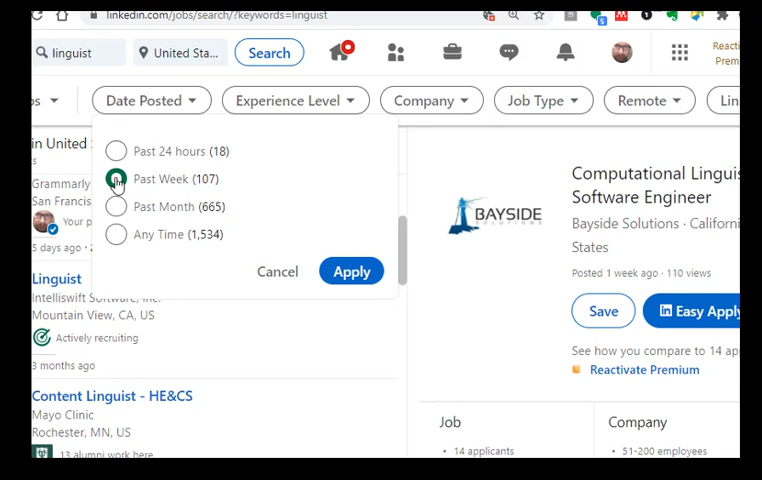 linkedin.com/jobs/search/?keywords=linguist
linguist
United Sta...
Search
Reacti
Prem
bs
Date Posted
Experience Level
Company
Job Type
Remote
Lin
in United
Past 24 hours (18)
Past Week (107)
Past Month (665)
Any Time (1,534)
Cancel
Apply
Grammarly
San Francis
Your p
5 days ago
Linguist
Intelliswift Software, Inc.
Mountain View, CA, US
Actively recruiting
3 months ago
Content Linguist - HE&CS
Mayo Clinic
Rochester, MN, US
13 alumni work here
BAYSIDE
SOLUTIONS
Computational Linguis
Software Engineer
Bayside Solutions · Californi
States
Posted 1 week ago · 110 views
Save
in Easy Apply
See how you compare to 14 ap
Reactivate Premium
Job
Company
• 14 applicants
• 51-200 employees